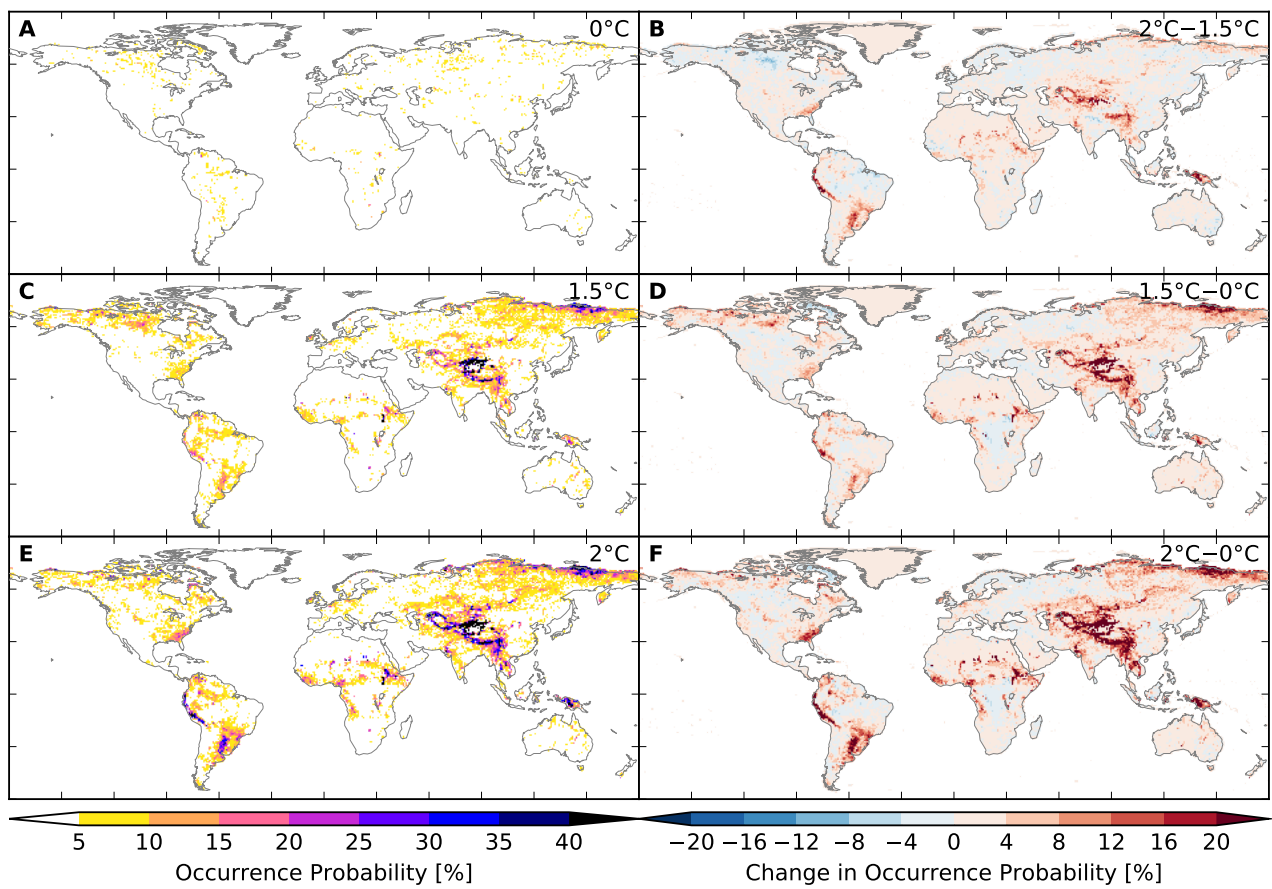 A 0°C
B 2°C−1.5°C
C 1.5°C
D 1.5°C−0°C
E 2°C
F 2°C−0°C
5 10 15 20 25 30 35 40
−20 −16 −12 −8 −4 0 4 8 12 16 20
Occurrence Probability [%]
Change in Occurrence Probability [%]